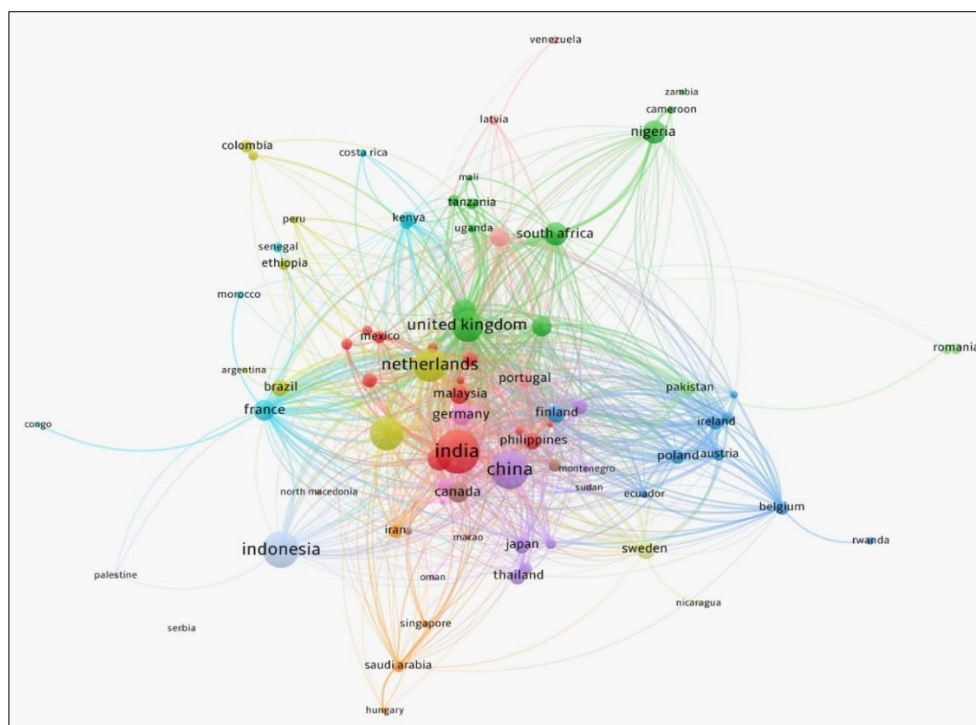 venezuela
zambia
cameroon
latvia
nigeria
colombia
costa rica
mali
tanzania
peru
kenya
uganda
south africa
senegal
ethiopia
morocco
united kingdom
mexico
romania
netherlands
argentina
portugal
brazil
pakistan
malaysia
france
germany
finland
ireland
congo
philippines
india
poland
austria
china
montenegro
north macedonia
canada
sudan
ecuador
belgium
iran
macao
indonesia
japan
sweden
rwanda
palestine
oman
thailand
nicaragua
singapore
serbia
saudi arabia
hungary